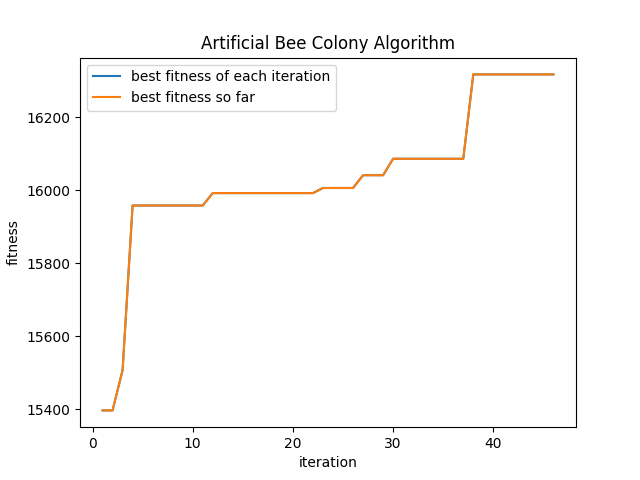 Artificial Bee Colony Algorithm
best fitness of each iteration
best fitness so far
16200
16000
15800
15600
15400
fitness
0 10 20 30 40
iteration